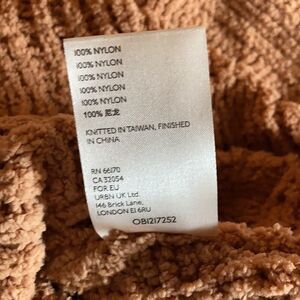 100% NYLON
100% NYLON
100% NYLON
100% NYLON
100% NYLON
100% 尼龙
KNITTED IN TAIWAN, FINISHED
IN CHINA
RN 66170
CA 32054
FOR EU
URBN UK Ltd.
146 Brick Lane,
LONDON E1 6RU
OB1217252